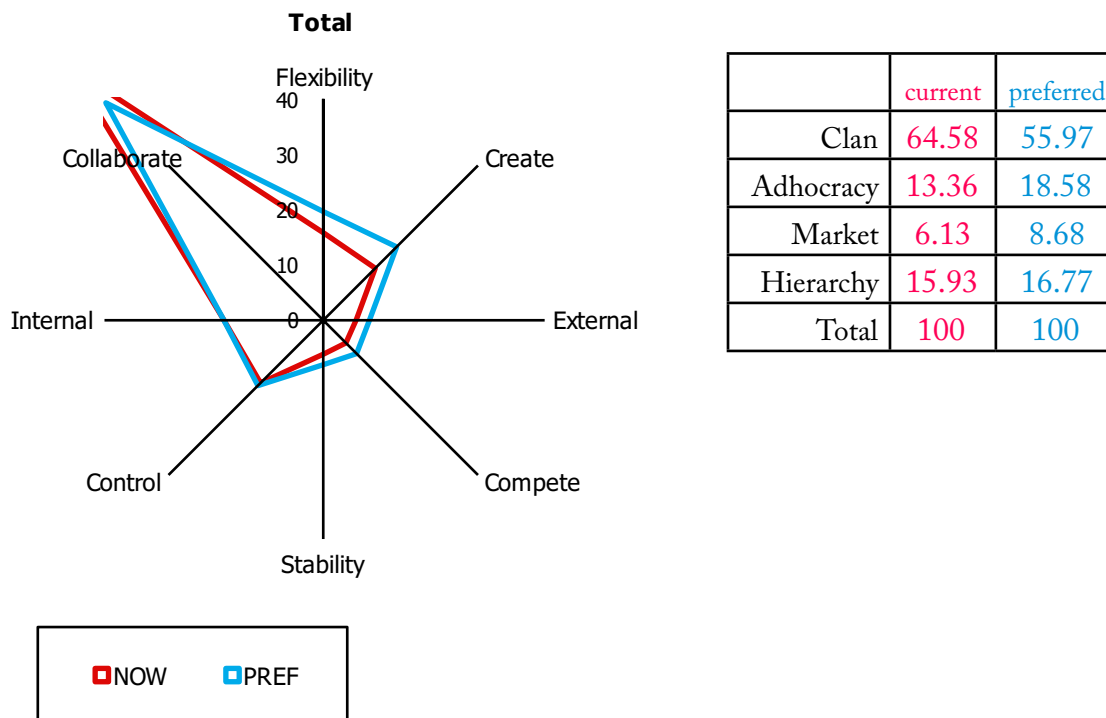 Total
Flexibility
40
30
20
10
0
Collaborate
Create
Internal
External
Control
Compete
Stability
NOW PREF
current preferred
Clan 64.58 55.97
Adhocracy 13.36 18.58
Market 6.13 8.68
Hierarchy 15.93 16.77
Total 100 100